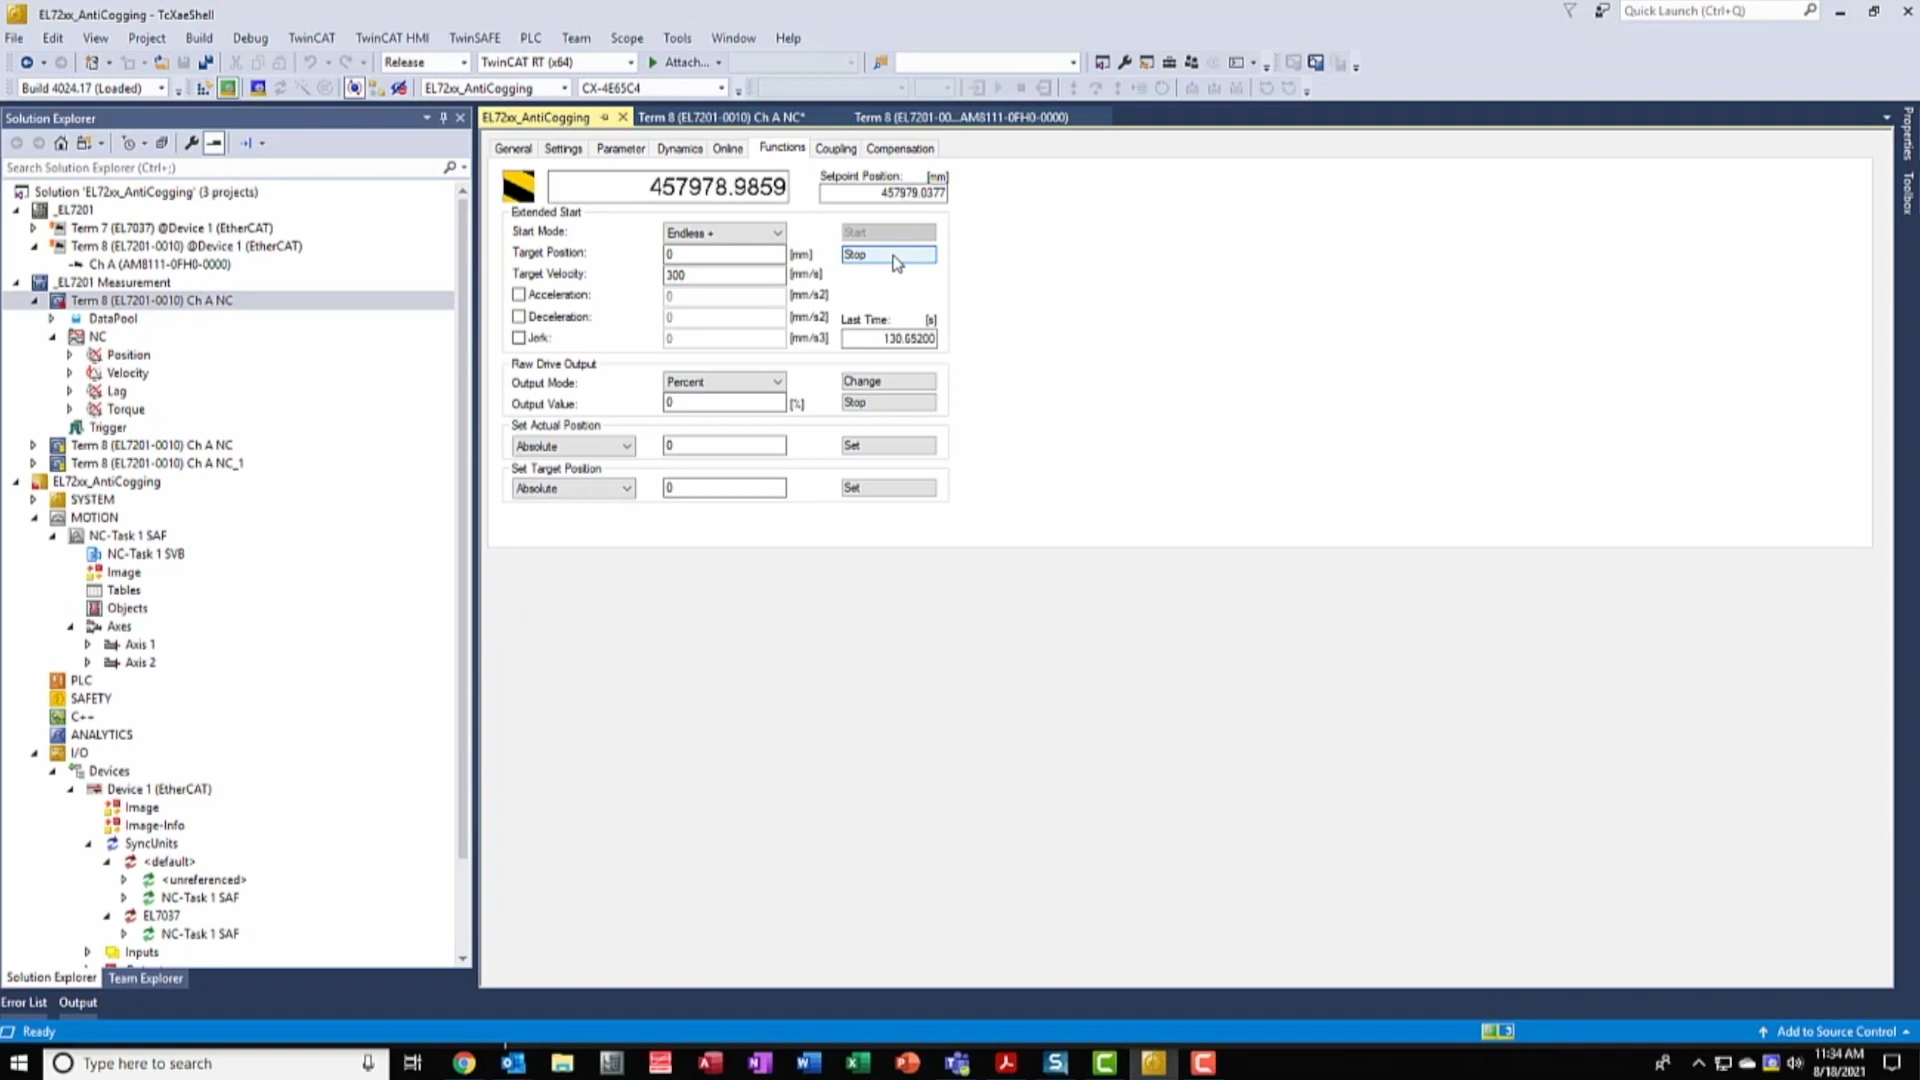 EL72xx_AntiCogging - TcXaeShell
Quick Launch (Ctrl+Q)
File Edit View Project Build Debug TwinCAT TwinCAT HMI TwinSAFE PLC Team Scope Tools Window Help
Release TwinCAT RT (x64) Attach...
Build 4024.17 (Loaded) EL72xx_AntiCogging CX-4E65C4
Solution Explorer
Search Solution Explorer (Ctrl+;)
Solution 'EL72xx_AntiCogging' (3 projects)
_EL7201
Term 7 (EL7037) @Device 1 (EtherCAT)
Term 8 (EL7201-0010) @Device 1 (EtherCAT)
Ch A (AM8111-0FH0-0000)
_EL7201 Measurement
Term 8 (EL7201-0010) Ch A NC
DataPool
NC
Position
Velocity
Lag
Torque
Trigger
Term 8 (EL7201-0010) Ch A NC
Term 8 (EL7201-0010) Ch A NC_1
EL72xx_AntiCogging
SYSTEM
MOTION
NC-Task 1 SAF
NC-Task 1 SVB
Image
Tables
Objects
Axes
Axis 1
Axis 2
PLC
SAFETY
C++
ANALYTICS
I/O
Devices
Device 1 (EtherCAT)
Image
Image-Info
SyncUnits
<default>
<unreferenced>
NC-Task 1 SAF
EL7037
NC-Task 1 SAF
Inputs
Solution Explorer Team Explorer
EL72xx_AntiCogging Term 8 (EL7201-0010) Ch A NC* Term 8 (EL7201-00...AM8111-0FH0-0000)
General Settings Parameter Dynamics Online Functions Coupling Compensation
457978.9859
Setpoint Position: [mm]
457979.0377
Extended Start
Start Mode: Endless + Start
Target Position: 0 [mm] Stop
Target Velocity: 300 [mm/s]
Acceleration: 0 [mm/s2]
Deceleration: 0 [mm/s2] Last Time: [s]
Jerk: 0 [mm/s3] 130.65200
Raw Drive Output
Output Mode: Percent Change
Output Value: 0 [%] Stop
Set Actual Position
Absolute 0 Set
Set Target Position
Absolute 0 Set
Properties
Toolbox
Error List Output
Ready 3 Add to Source Control
Type here to search
11:34 AM
8/18/2021